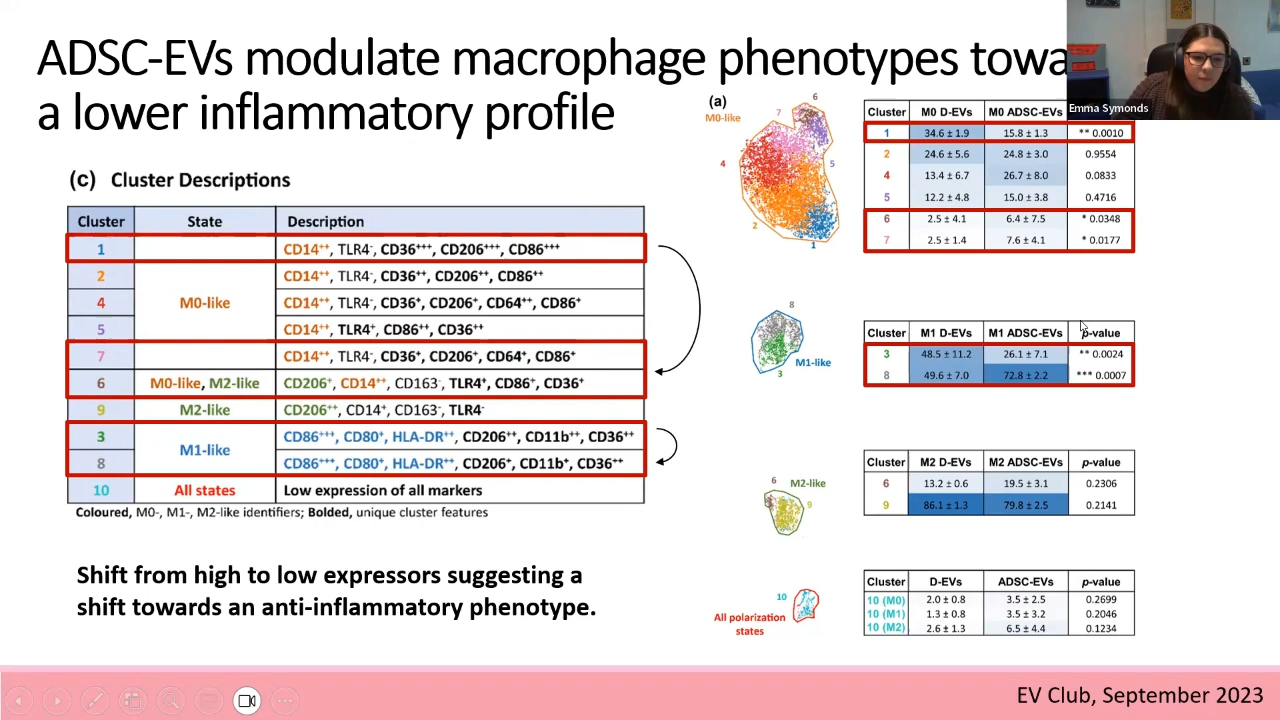 ADSC-EVs modulate macrophage phenotypes towa
a lower inflammatory profile
Emma Symonds
(c) Cluster Descriptions
Cluster State Description
1 CD14⁺⁺, TLR4⁻, CD36⁺⁺⁺, CD206⁺⁺⁺, CD86⁺⁺⁺
2 CD14⁺⁺, TLR4⁻, CD36⁺⁺, CD206⁺⁺, CD86⁺⁺
4 M0-like CD14⁺⁺, TLR4⁻, CD36⁺, CD206⁺, CD64⁺⁺, CD86⁺
5 CD14⁺⁺, TLR4⁺, CD86⁺⁺, CD36⁺⁺
7 CD14⁺⁺, TLR4⁻, CD36⁺, CD206⁺, CD64⁺, CD86⁺
6 M0-like, M2-like CD206⁺, CD14⁺⁺, CD163⁻, TLR4⁺, CD86⁺, CD36⁺
9 M2-like CD206⁺⁺, CD14⁺, CD163⁻, TLR4⁻
3 CD86⁺⁺⁺, CD80⁺, HLA-DR⁺⁺, CD206⁺⁺, CD11b⁺⁺, CD36⁺⁺
M1-like
8 CD86⁺⁺⁺, CD80⁺, HLA-DR⁺⁺, CD206⁺, CD11b⁺, CD36⁺⁺
10 All states Low expression of all markers
Coloured, M0-, M1-, M2-like identifiers; Bolded, unique cluster features
Shift from high to low expressors suggesting a
shift towards an anti-inflammatory phenotype.
(a)
M0-like
6
7
4
5
2
1
Cluster M0 D-EVs M0 ADSC-EVs
1 34.6 ± 1.9 15.8 ± 1.3 ** 0.0010
2 24.6 ± 5.6 24.8 ± 3.0 0.9554
4 13.4 ± 6.7 26.7 ± 8.0 0.0833
5 12.2 ± 4.8 15.0 ± 3.8 0.4716
6 2.5 ± 4.1 6.4 ± 7.5 * 0.0348
7 2.5 ± 1.4 7.6 ± 4.1 * 0.0177
8
M1-like
3
Cluster M1 D-EVs M1 ADSC-EVs p-value
3 48.5 ± 11.2 26.1 ± 7.1 ** 0.0024
8 49.6 ± 7.0 72.8 ± 2.2 *** 0.0007
6 M2-like
9
Cluster M2 D-EVs M2 ADSC-EVs p-value
6 13.2 ± 0.6 19.5 ± 3.1 0.2306
9 86.1 ± 1.3 79.8 ± 2.5 0.2141
10
All polarization
states
Cluster D-EVs ADSC-EVs p-value
10 (M0) 2.0 ± 0.8 3.5 ± 2.5 0.2699
10 (M1) 1.3 ± 0.8 3.5 ± 3.2 0.2046
10 (M2) 2.6 ± 1.3 6.5 ± 4.4 0.1234
EV Club, September 2023